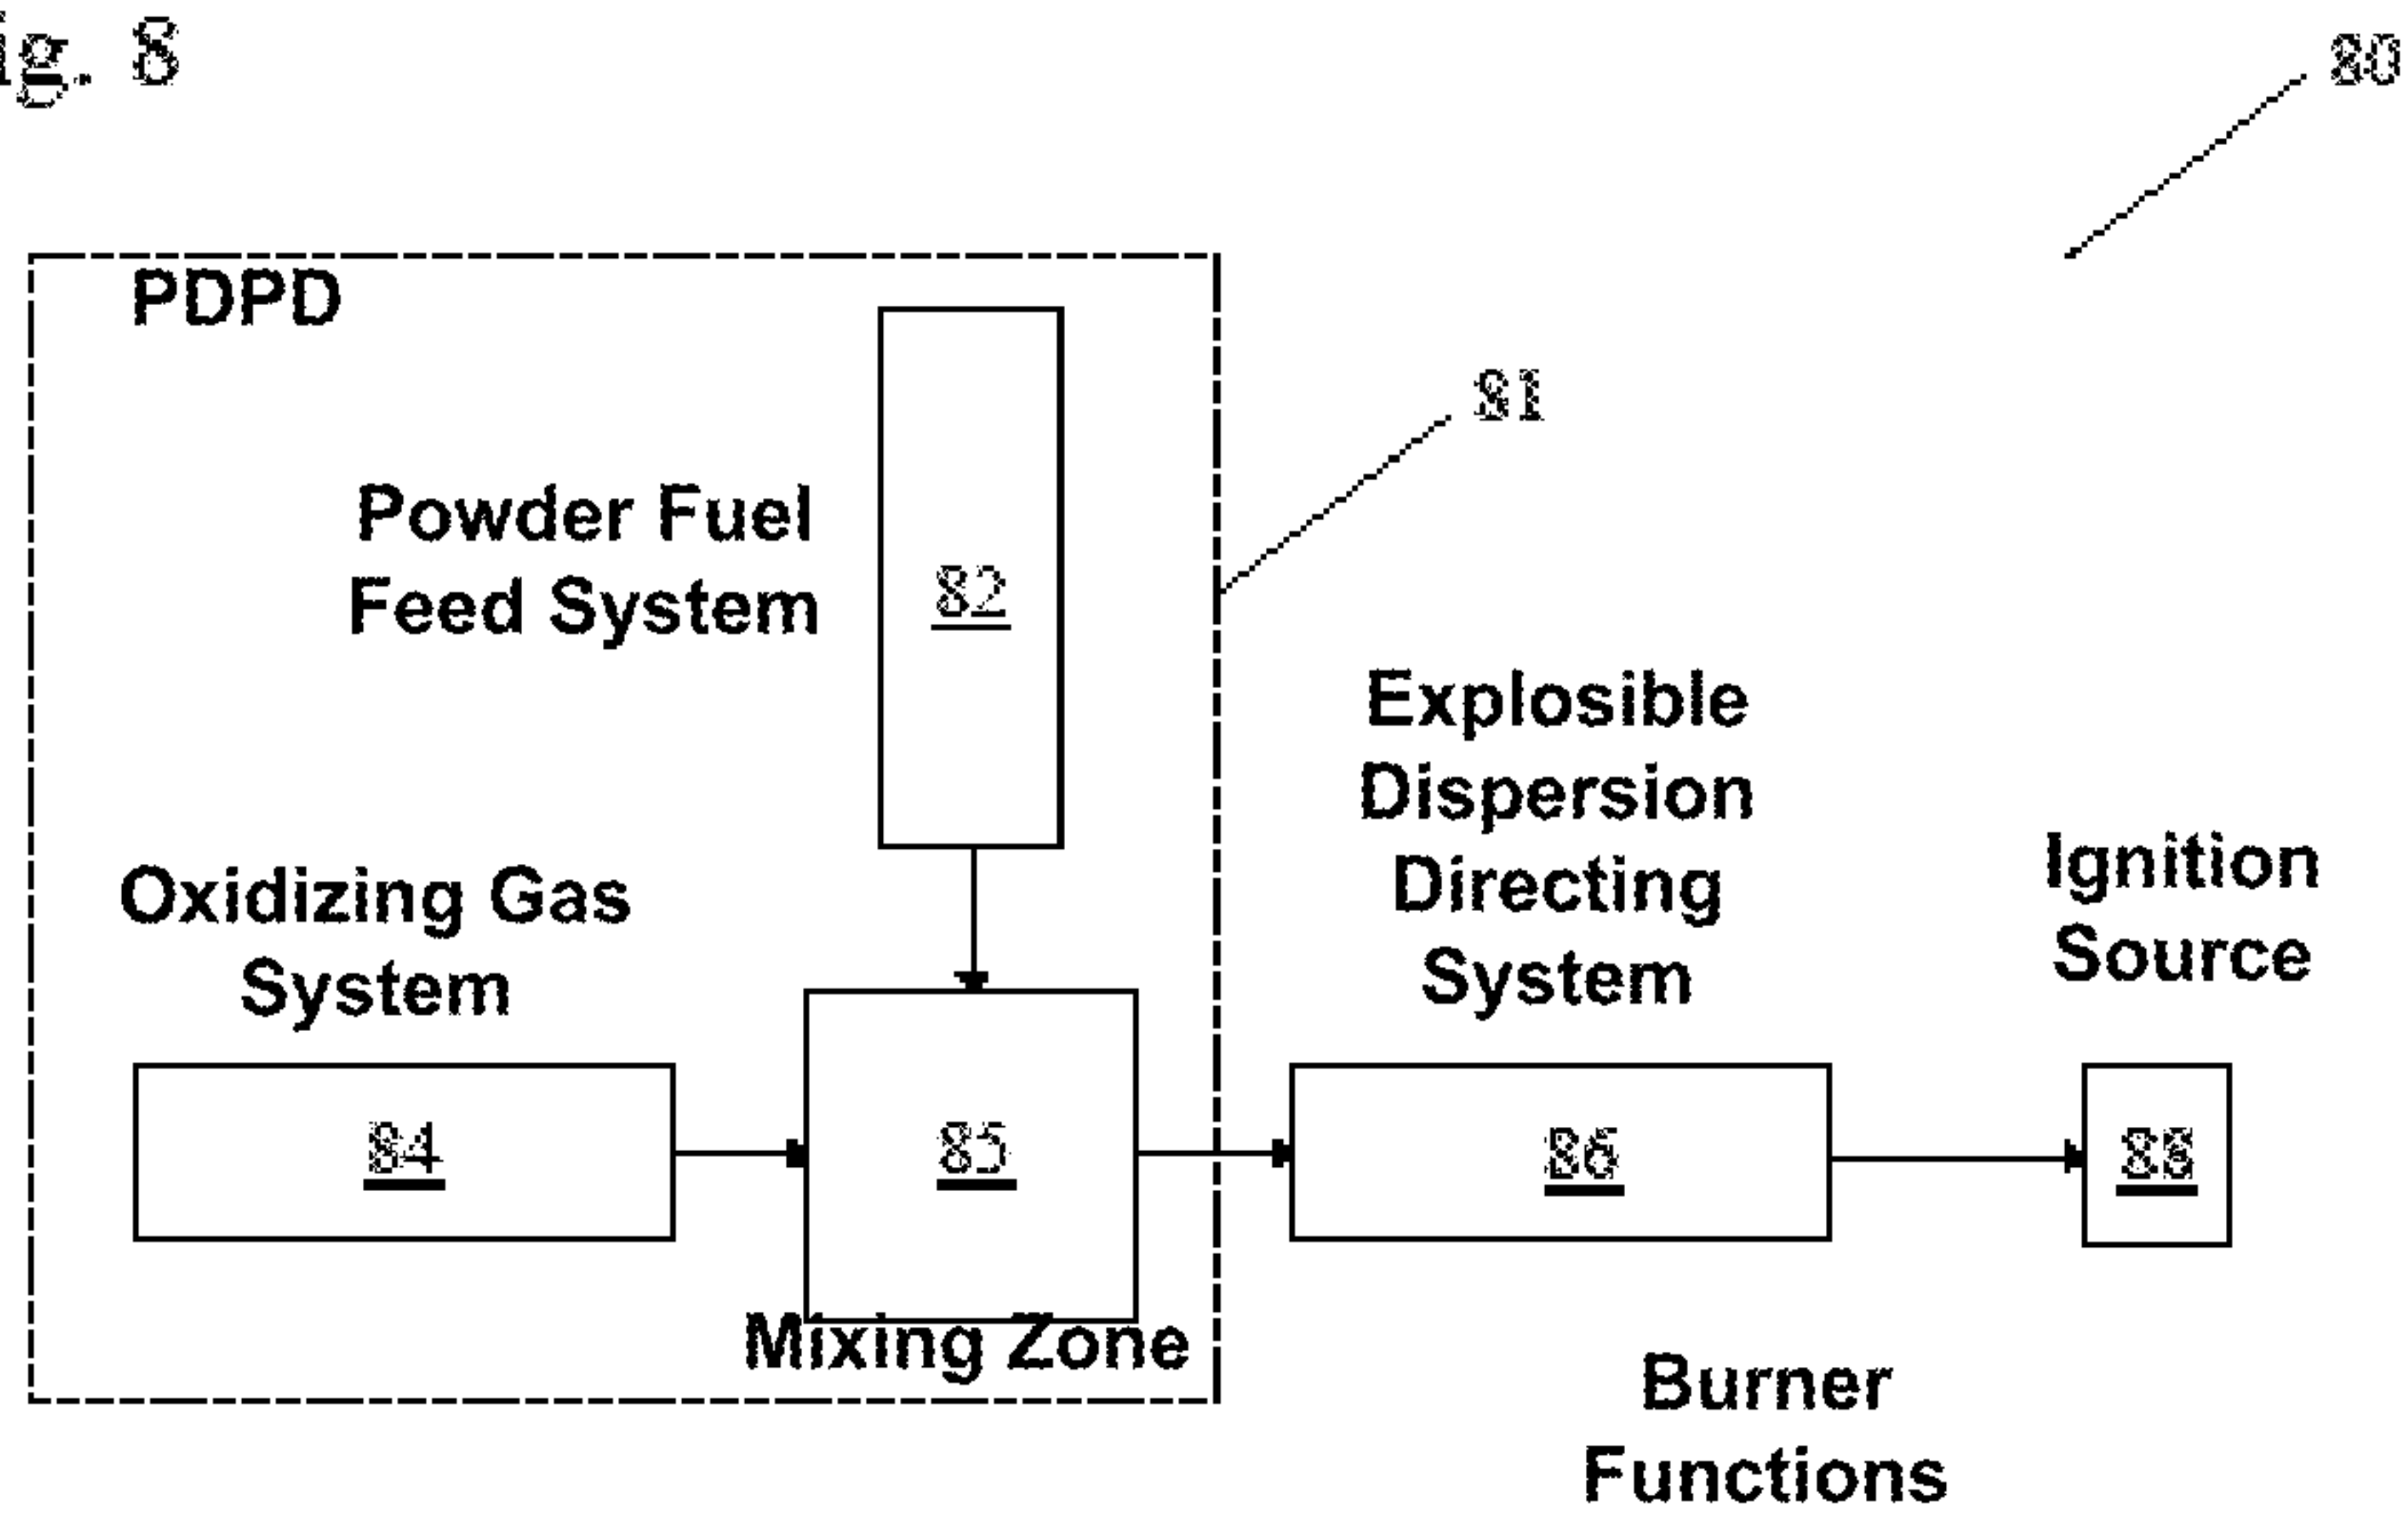 ig. 8
80
PDPD
81
Powder Fuel
Feed System
82
Explosible
Dispersion
Directing
System
Ignition
Source
Oxidizing Gas
System
84
85
86
88
Mixing Zone
Burner
Functions